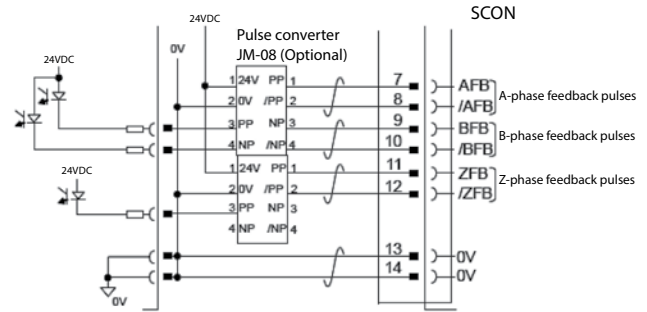 SCON
24VDC
0V
Pulse converter
JM-08 (Optional)
24VDC
1 24V PP 1 7 AFB
2 0V /PP 2 8 /AFB
A-phase feedback pulses
3 PP NP 3 9 BFB
4 NP /NP 4 10 /BFB
B-phase feedback pulses
24VDC
1 24V PP 1 11 ZFB
2 0V /PP 2 12 /ZFB
Z-phase feedback pulses
3 PP NP 3
4 NP /NP 4
13 0V
14 0V
0V